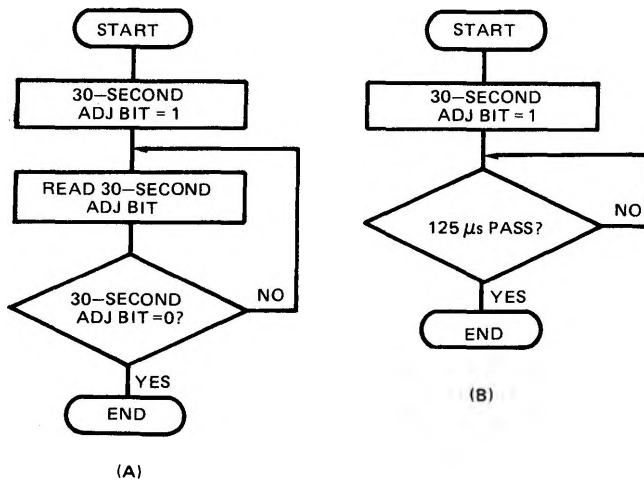 START
30–SECOND
ADJ BIT = 1
READ 30–SECOND
ADJ BIT
30–SECOND
ADJ BIT =0?
NO
YES
END
(A)
START
30–SECOND
ADJ BIT = 1
125 µs PASS?
NO
YES
END
(B)